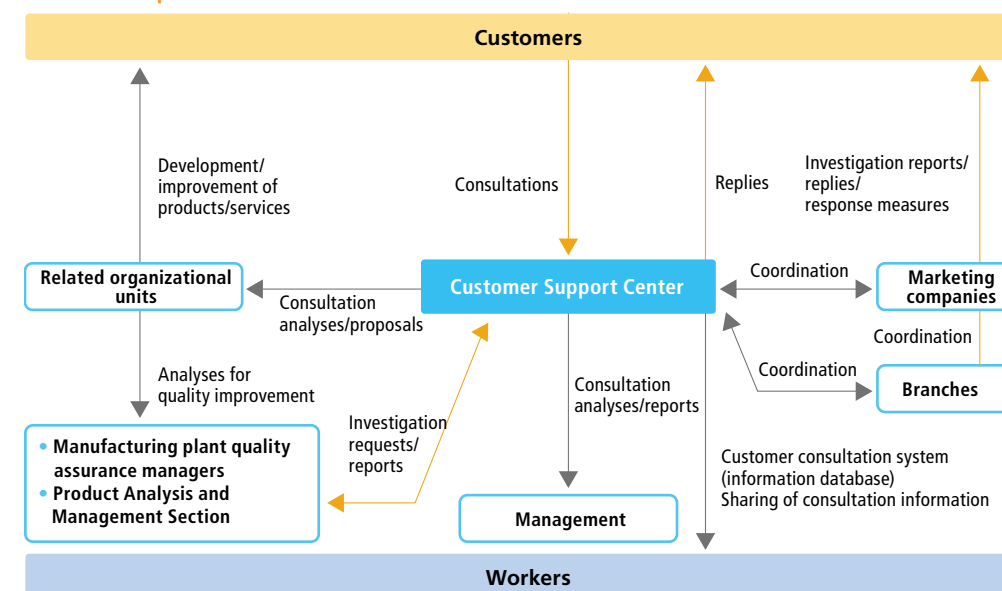 Customers
Development/
improvement of
products/services
Consultations
Replies
Investigation reports/
replies/
response measures
Related organizational
units
Consultation
analyses/proposals
Customer Support Center
Coordination
Marketing
companies
Coordination
Coordination
Branches
Analyses for
quality improvement
Investigation
requests/
reports
Consultation
analyses/reports
• Manufacturing plant quality
assurance managers
• Product Analysis and
Management Section
Management
Customer consultation system
(information database)
Sharing of consultation information
Workers